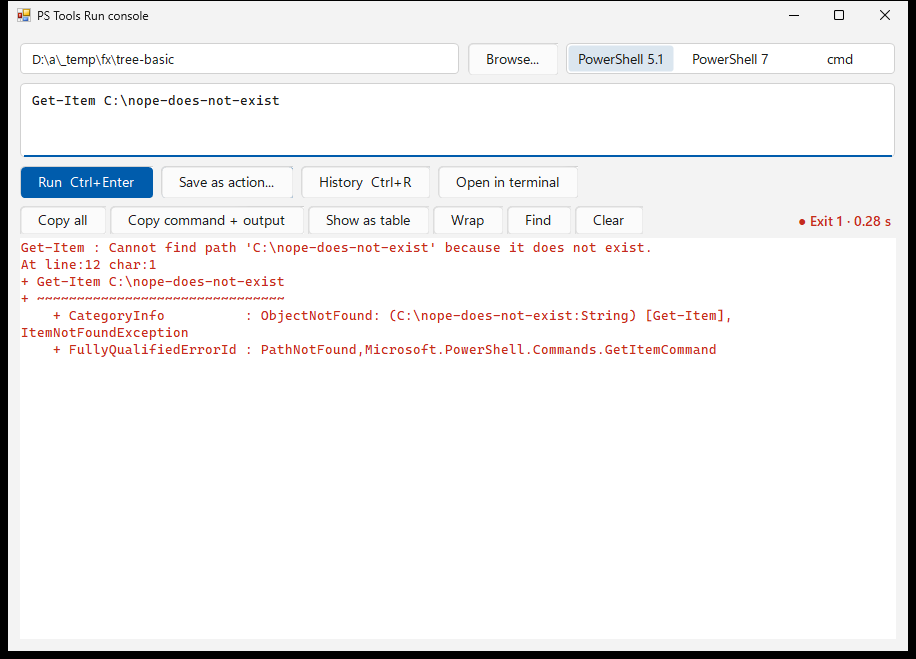 PS Tools Run console
D:\a\_temp\fx\tree-basic
Browse...
PowerShell 5.1
PowerShell 7
cmd
Get-Item C:\nope-does-not-exist
Run Ctrl+Enter
Save as action...
History Ctrl+R
Open in terminal
Copy all
Copy command + output
Show as table
Wrap
Find
Clear
● Exit 1 · 0.28 s
Get-Item : Cannot find path 'C:\nope-does-not-exist' because it does not exist.
At line:12 char:1
+ Get-Item C:\nope-does-not-exist
+ ~~~~~~~~~~~~~~~~~~~~~~~~~~~~~~~
    + CategoryInfo          : ObjectNotFound: (C:\nope-does-not-exist:String) [Get-Item],
ItemNotFoundException
    + FullyQualifiedErrorId : PathNotFound,Microsoft.PowerShell.Commands.GetItemCommand